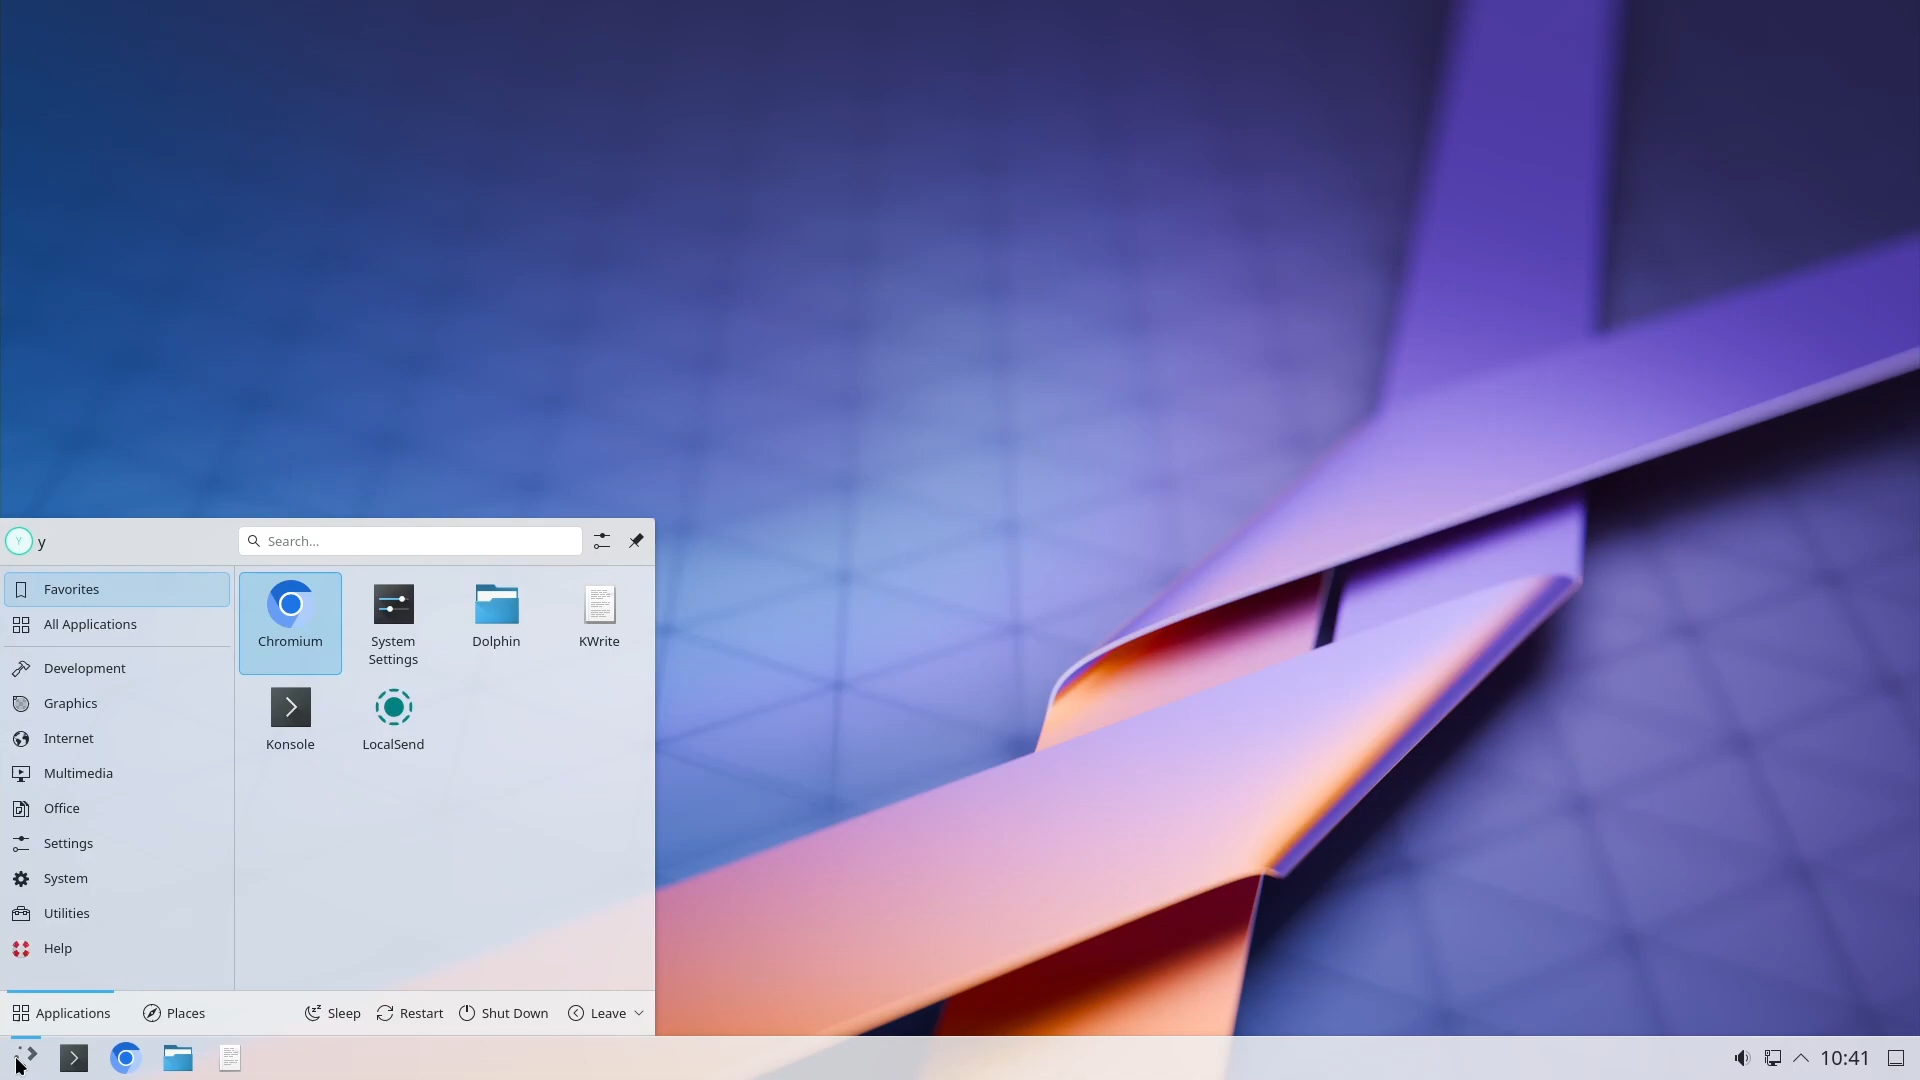 Y
y
Search...
Favorites
All Applications
Development
Graphics
Internet
Multimedia
Office
Settings
System
Utilities
Help
Chromium
System
Settings
Dolphin
KWrite
Konsole
LocalSend
Applications
Places
Sleep
Restart
Shut Down
Leave
10:41